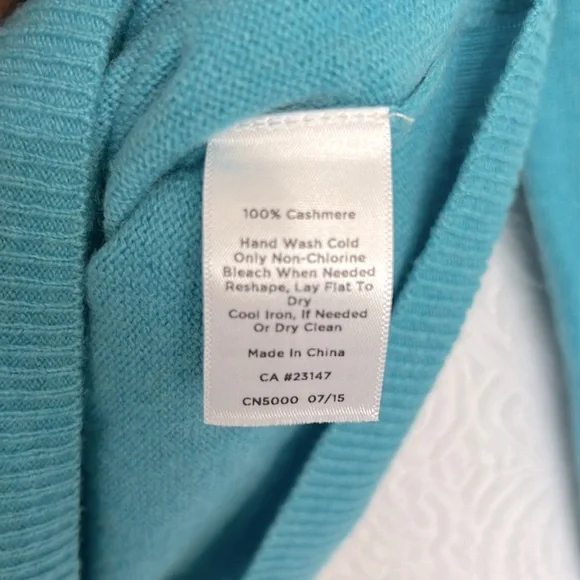 100% Cashmere
Hand Wash Cold
Only Non-Chlorine
Bleach When Needed
Reshape, Lay Flat To
Dry
Cool Iron, If Needed
Or Dry Clean
Made In China
CA #23147
CN5000 07/15